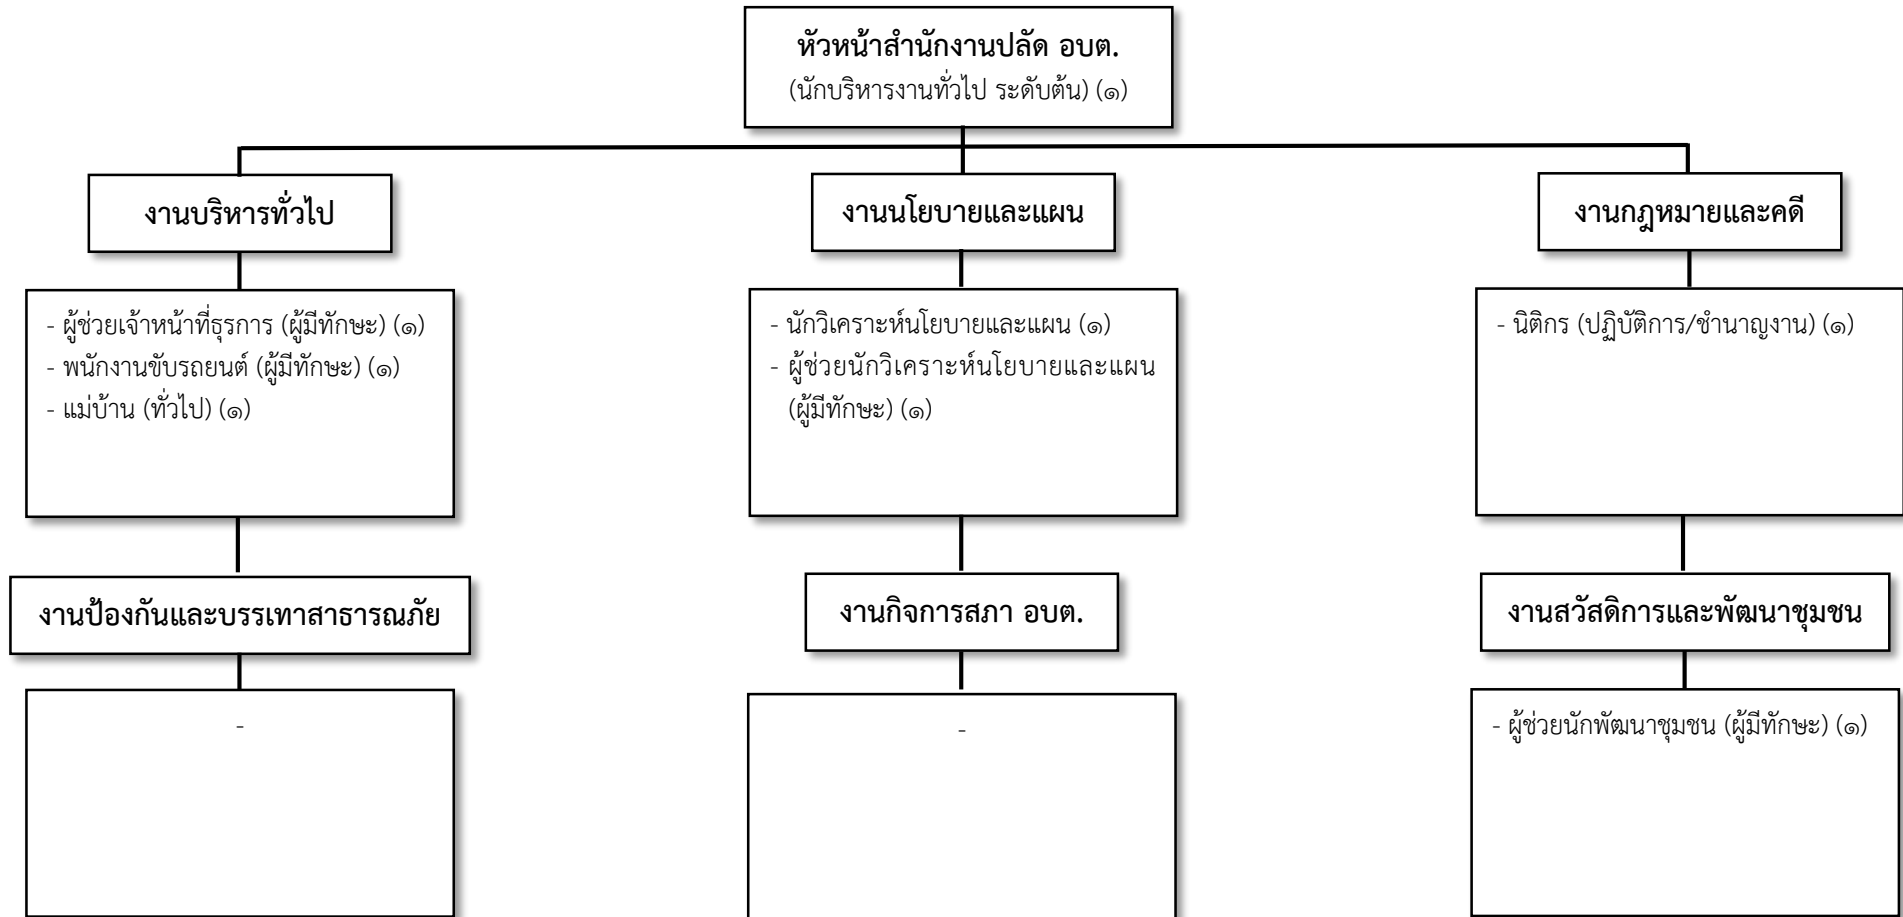 หัวหน้าสำนักงานปลัด อบต.
(นักบริหารงานทั่วไป ระดับต้น) (๑)
งานบริหารทั่วไป
งานนโยบายและแผน
งานกฎหมายและคดี
- ผู้ช่วยเจ้าหน้าที่ธุรการ (ผู้มีทักษะ) (๑)
- พนักงานขับรถยนต์ (ผู้มีทักษะ) (๑)
- แม่บ้าน (ทั่วไป) (๑)
- นักวิเคราะห์นโยบายและแผน (๑)
- ผู้ช่วยนักวิเคราะห์นโยบายและแผน
(ผู้มีทักษะ) (๑)
- นิติกร (ปฏิบัติการ/ชำนาญงาน) (๑)
งานป้องกันและบรรเทาสาธารณภัย
งานกิจการสภา อบต.
งานสวัสดิการและพัฒนาชุมชน
-
-
- ผู้ช่วยนักพัฒนาชุมชน (ผู้มีทักษะ) (๑)